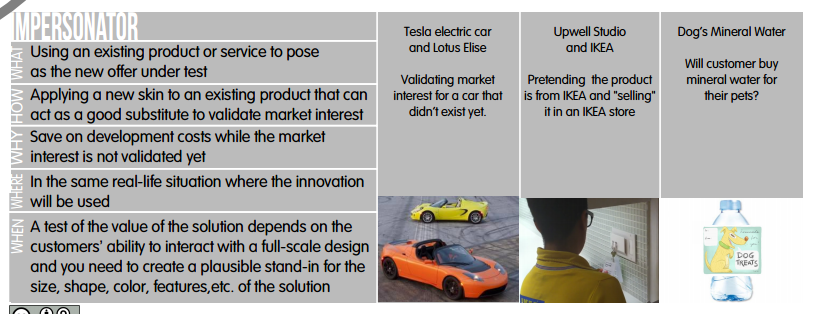 IMPERSONATOR
WHAT
Using an existing product or service to pose
as the new offer under test
HOW
Applying a new skin to an existing product that can
act as a good substitute to validate market interest
WHY
Save on development costs while the market
interest is not validated yet
WHERE
In the same real-life situation where the innovation
will be used
WHEN
A test of the value of the solution depends on the
customers' ability to interact with a full-scale design
and you need to create a plausible stand-in for the
size, shape, color, features,etc. of the solution
Tesla electric car
and Lotus Elise
Validating market
interest for a car that
didn't exist yet.
Upwell Studio
and IKEA
Pretending the product
is from IKEA and "selling"
it in an IKEA store
Dog's Mineral Water
Will customer buy
mineral water for
their pets?
DOG
TREATS